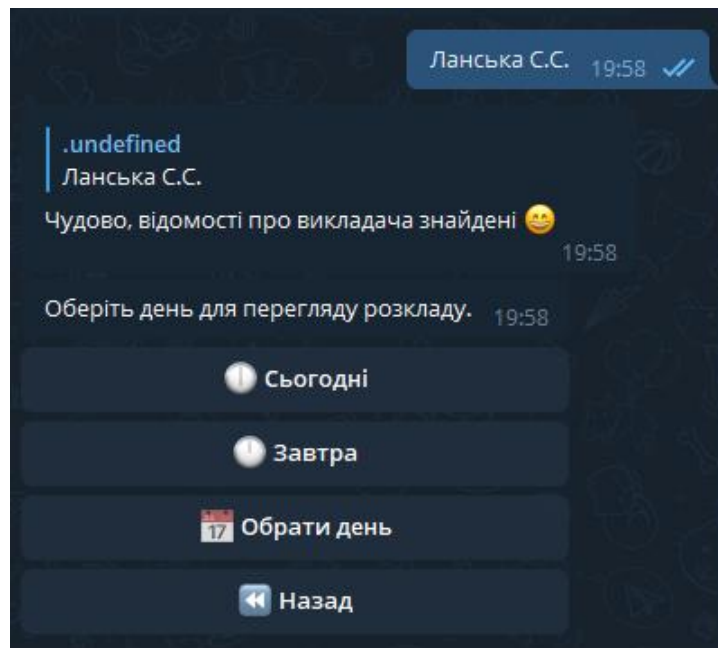 Ланська С.С. 19:58
.undefined
Ланська С.С.
Чудово, відомості про викладача знайдені 😄
19:58
Оберіть день для перегляду розкладу. 19:58
Сьогодні
Завтра
17 Обрати день
Назад